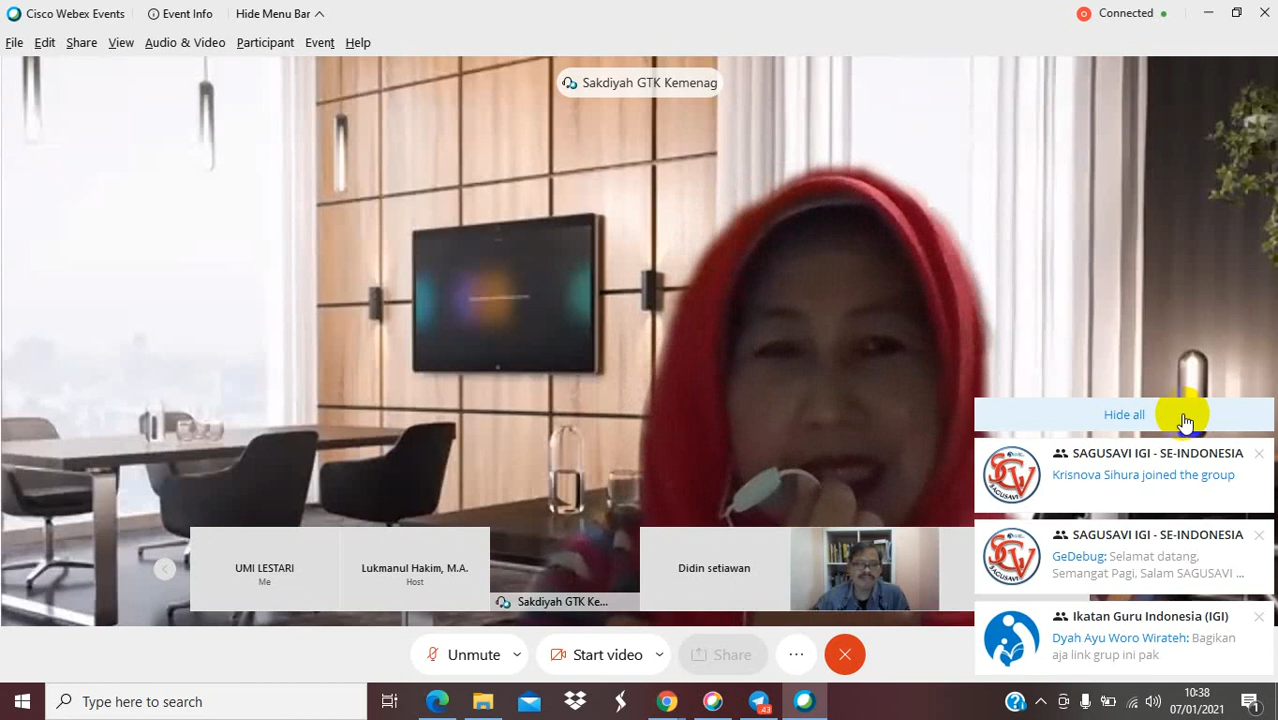 Cisco Webex Events
Event Info
Hide Menu Bar
Connected
File Edit Share View Audio & Video Participant Event Help
Sakdiyah GTK Kemenag
Hide all
SAGUSAVI IGI - SE-INDONESIA
Krisnova Sihura joined the group
SAGUSAVI IGI - SE-INDONESIA
GeDebug: Selamat datang,
Semangat Pagi, Salam SAGUSAVI ...
Ikatan Guru Indonesia (IGI)
Dyah Ayu Woro Wirateh: Bagikan
aja link grup ini pak
UMI LESTARI
Me
Lukmanul Hakim, M.A.
Host
Sakdiyah GTK Ke...
Didin setiawan
Unmute
Start video
Share
Type here to search
43
10:38
07/01/2021
1